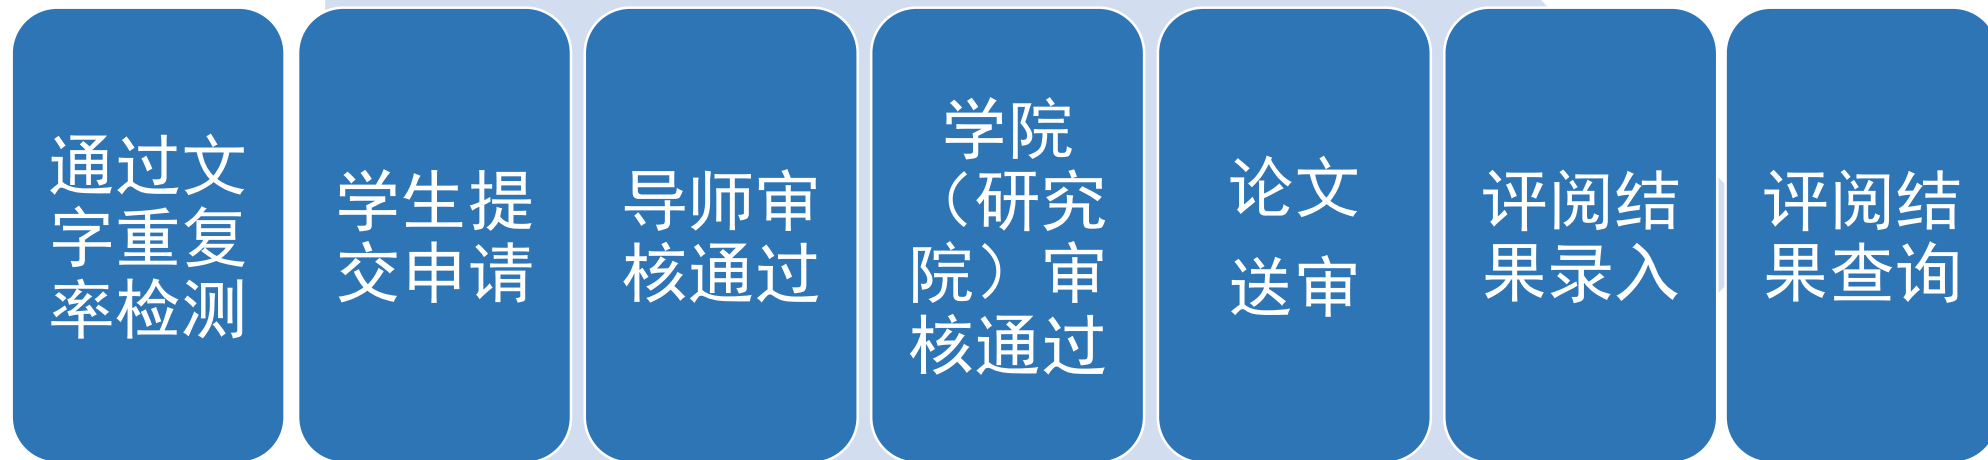 通过文
字重复
率检测
学生提
交申请
导师审
核通过
学院
（研究
院）审
核通过
论文
送审
评阅结
果录入
评阅结
果查询